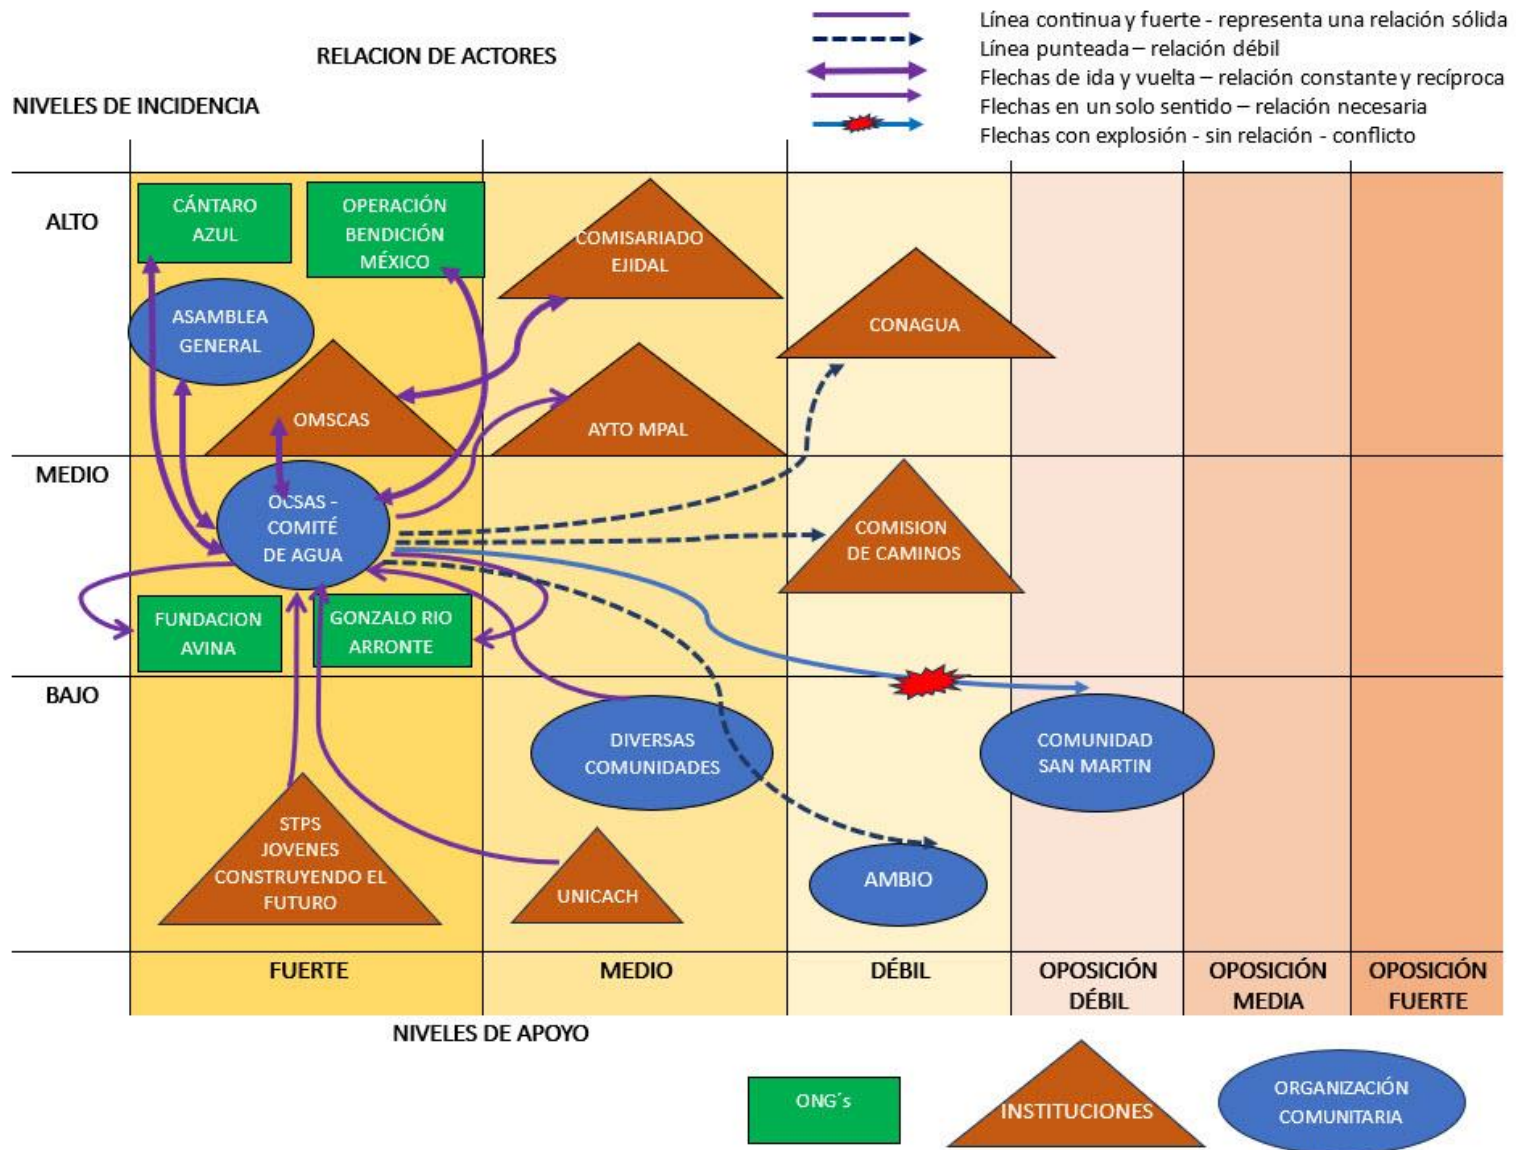 Línea continua y fuerte - representa una relación sólida
RELACION DE ACTORES
Línea punteada – relación débil
Flechas de ida y vuelta – relación constante y recíproca
NIVELES DE INCIDENCIA
Flechas en un solo sentido – relación necesaria
Flechas con explosión - sin relación - conflicto
ALTO
CÁNTARO
AZUL
OPERACIÓN
BENDICIÓN
MÉXICO
COMISARIADO
EJIDAL
ASAMBLEA
GENERAL
CONAGUA
OMSCAS
AYTO MPAL
MEDIO
OCSAS –
COMITÉ
DE AGUA
COMISION
DE CAMINOS
FUNDACION
AVINA
GONZALO RIO
ARRONTE
BAJO
DIVERSAS
COMUNIDADES
COMUNIDAD
SAN MARTIN
STPS
JOVENES
CONSTRUYENDO EL
FUTURO
UNICACH
AMBIO
FUERTE
MEDIO
DÉBIL
OPOSICIÓN
DÉBIL
OPOSICIÓN
MEDIA
OPOSICIÓN
FUERTE
NIVELES DE APOYO
ONG´s
INSTITUCIONES
ORGANIZACIÓN
COMUNITARIA